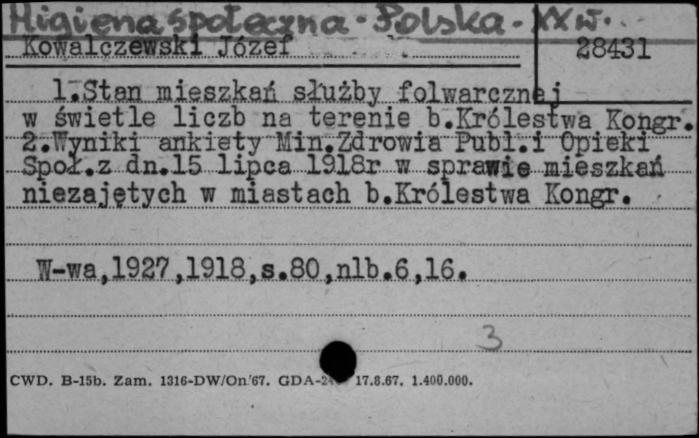 Higiena społeczna - Polska - XX w.
Kowalczewski Józef 28431
1.Stan mieszkań służby folwarcznej
w świetle liczb na terenie b.Królestwa Kongr.
2.Wyniki ankiety Min.Zdrowia Publ.i Opieki
Społ.z dn.15 lipca 1918r w sprawie mieszkań
niezajętych w miastach b.Królestwa Kongr.
W-wa,1927,1918,s.80,nlb.6,16.
3
CWD. B-15b. Zam. 1316-DW/On/67. GDA-2 17.8.67. 1.400.000.